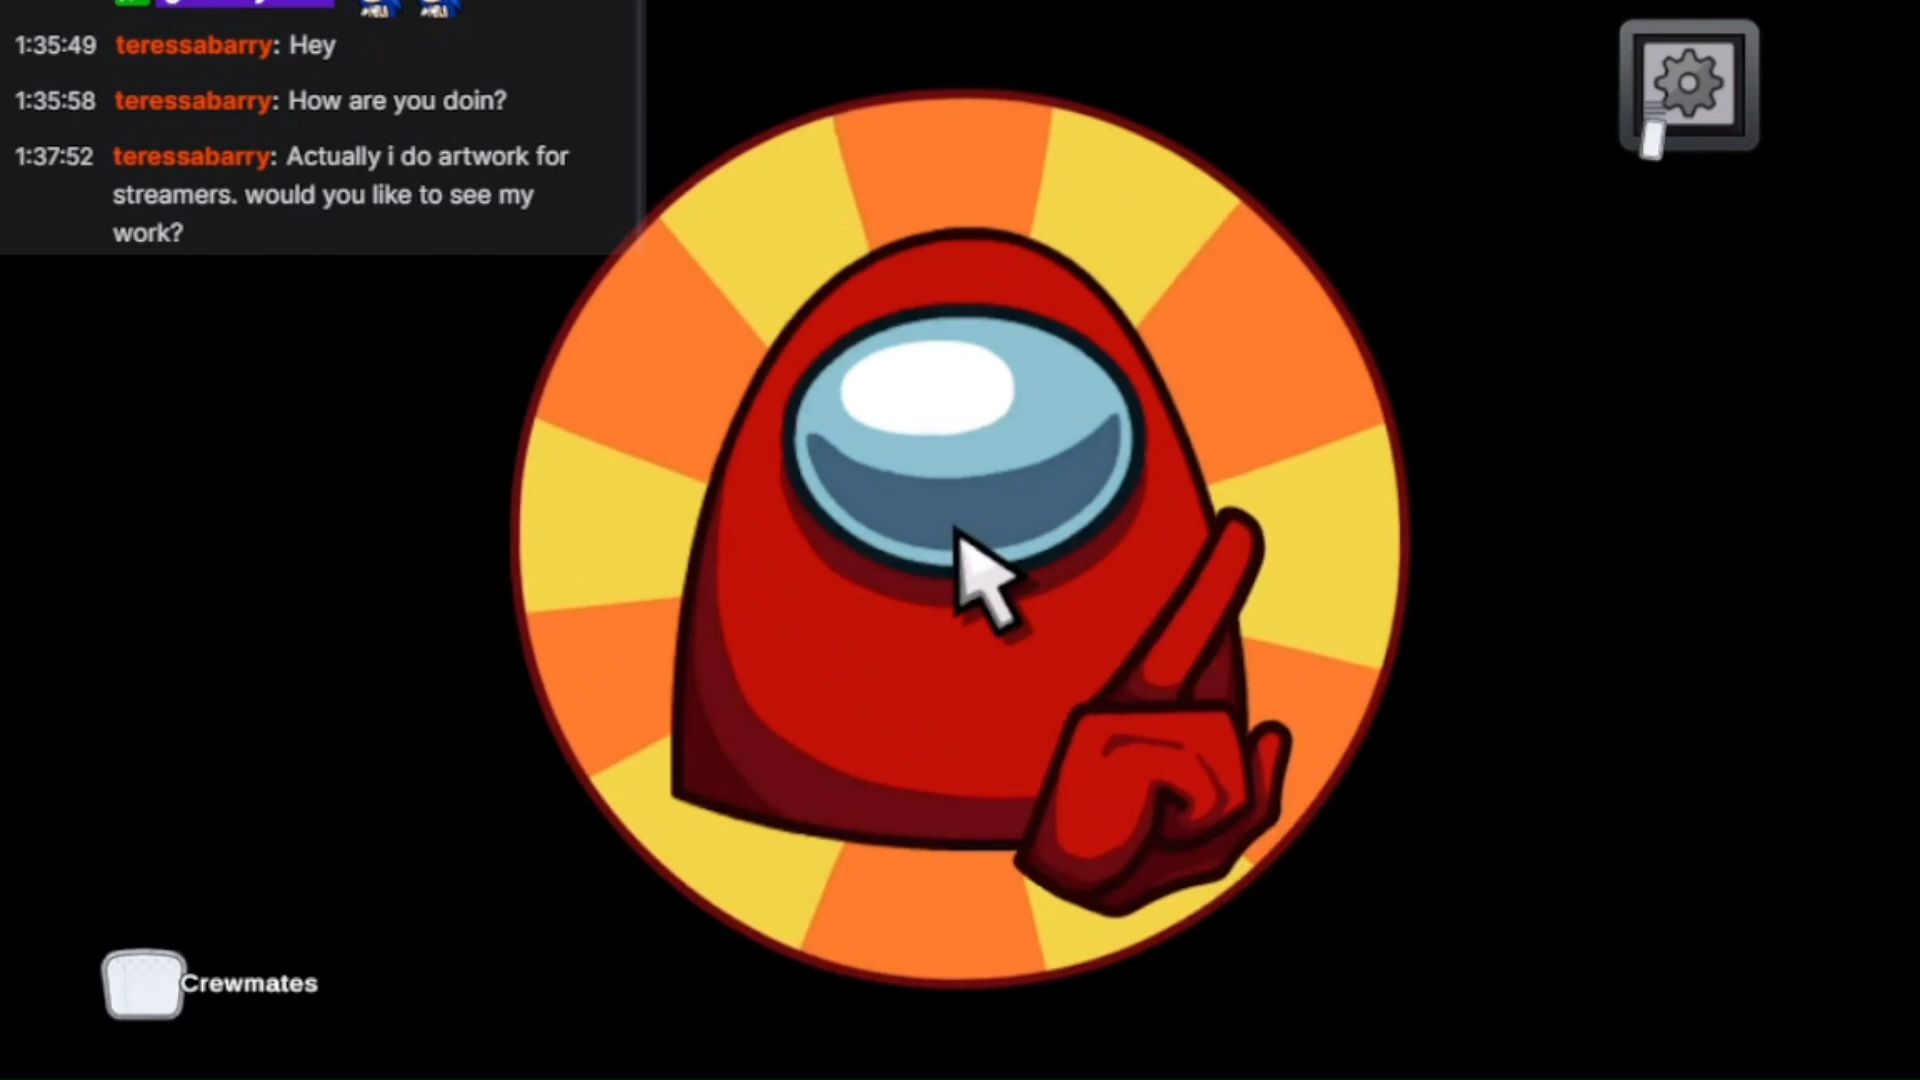 1:35:49 teressabarry: Hey
1:35:58 teressabarry: How are you doin?
1:37:52 teressabarry: Actually i do artwork for
streamers. would you like to see my
work?
Crewmates